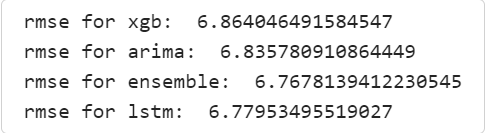 rmse for xgb:  6.864046491584547
rmse for arima:  6.835780910864449
rmse for ensemble:  6.7678139412230545
rmse for lstm:  6.77953495519027